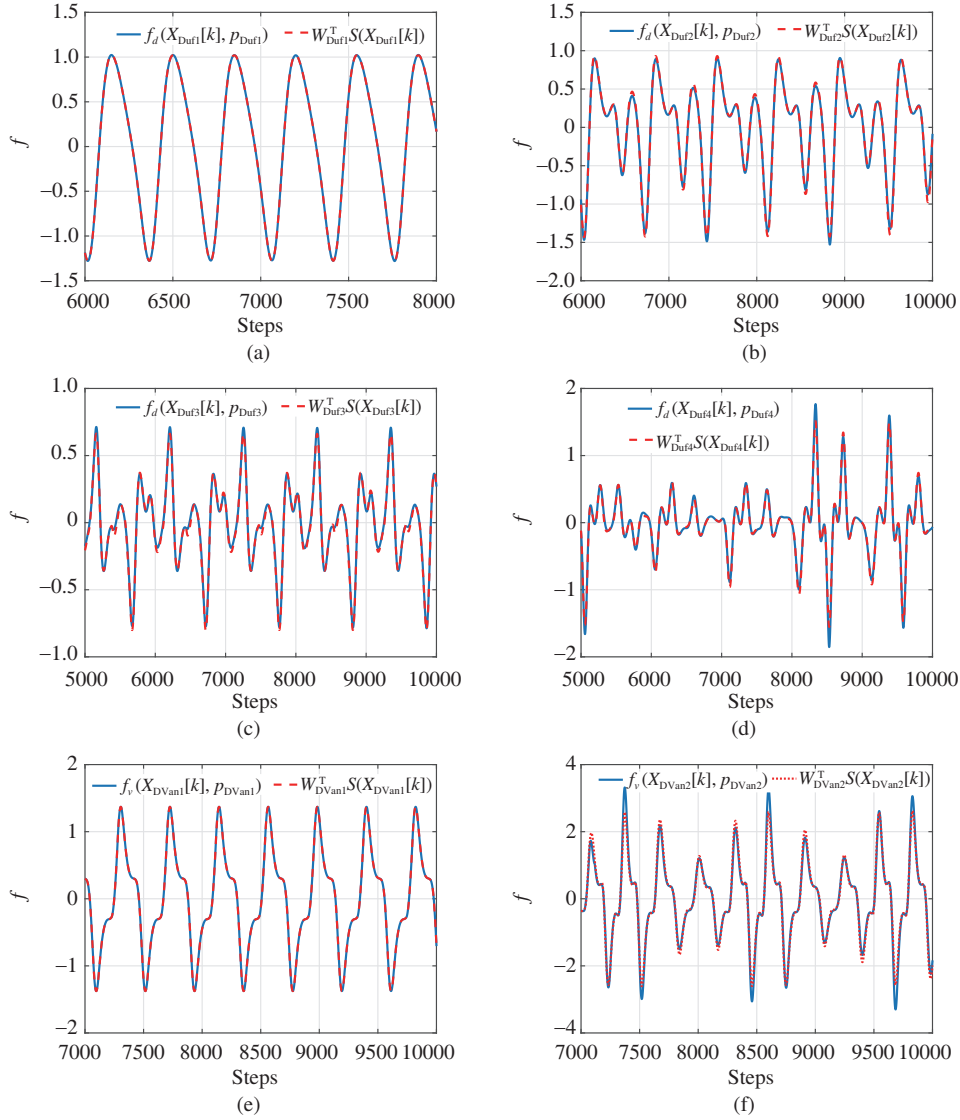 f_d(X_Duf1[k], p_Duf1) W^T_Duf1 S(X_Duf1[k])
1.5
1.0
0.5
0
−0.5
−1.0
−1.5
f
6000 6500 7000 7500 8000
Steps
(a)
f_d(X_Duf2[k], p_Duf2) W^T_Duf2 S(X_Duf2[k])
1.5
1.0
0.5
0
−0.5
−1.0
−1.5
−2.0
f
6000 7000 8000 9000 10000
Steps
(b)
f_d(X_Duf3[k], p_Duf3) W^T_Duf3 S(X_Duf3[k])
1.0
0.5
0
−0.5
−1.0
f
5000 6000 7000 8000 9000 10000
Steps
(c)
f_d(X_Duf4[k], p_Duf4)
W^T_Duf4 S(X_Duf4[k])
2
1
0
−1
−2
f
5000 6000 7000 8000 9000 10000
Steps
(d)
f_v(X_DVan1[k], p_DVan1) W^T_DVan1 S(X_DVan1[k])
2
1
0
−1
−2
f
7000 7500 8000 8500 9000 9500 10000
Steps
(e)
f_v(X_DVan2[k], p_DVan2) W^T_DVan2 S(X_DVan2[k])
4
2
0
−2
−4
f
7000 7500 8000 8500 9000 9500 10000
Steps
(f)